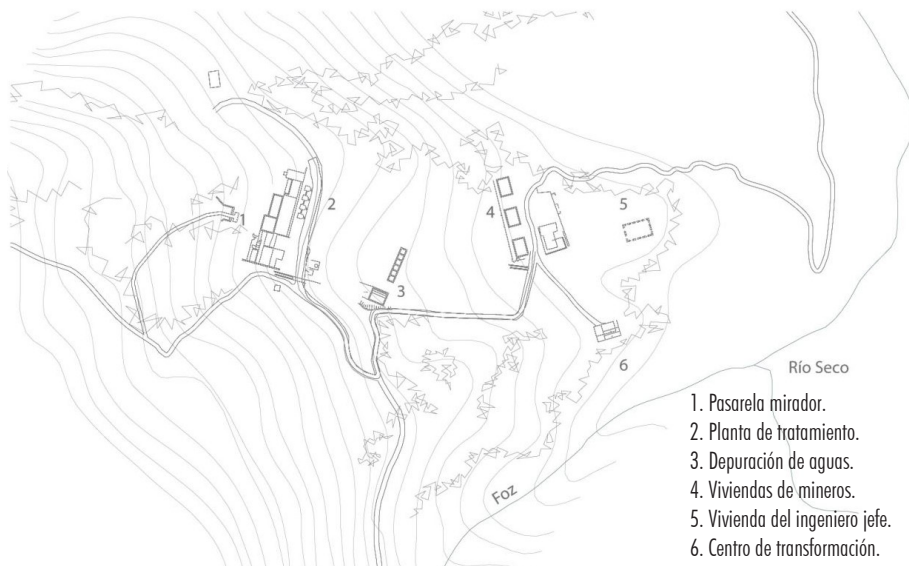 1
2
3
4
5
6
Río Seco
Foz
1. Pasarela mirador.
2. Planta de tratamiento.
3. Depuración de aguas.
4. Viviendas de mineros.
5. Vivienda del ingeniero jefe.
6. Centro de transformación.